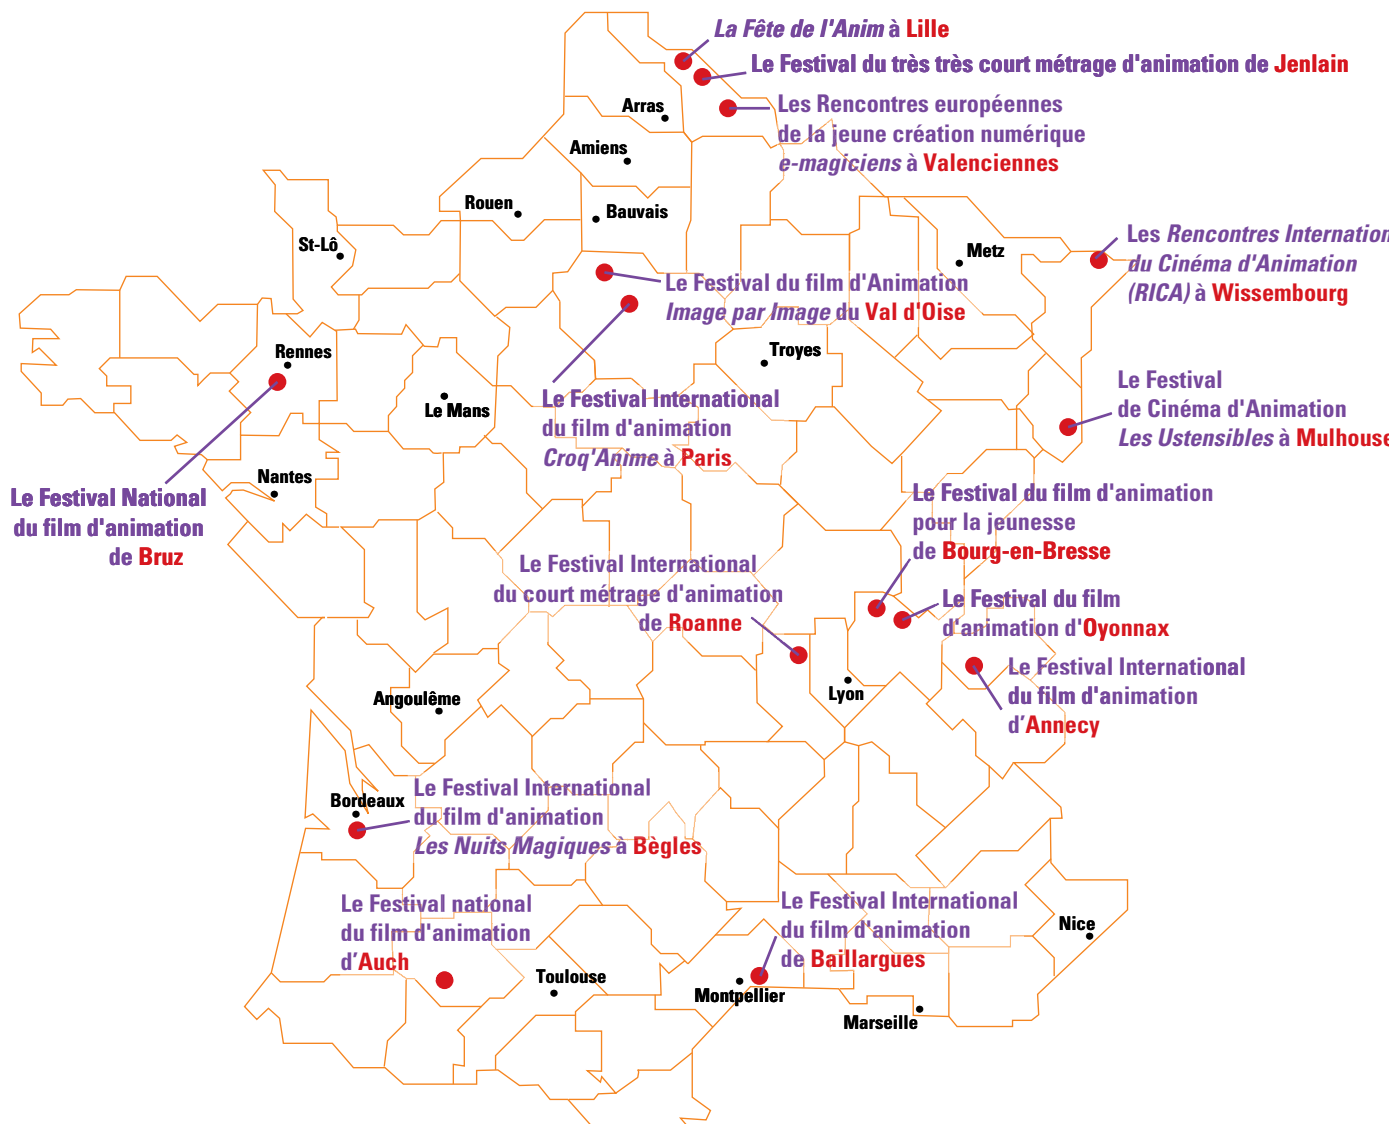 La Fête de l'Anim à Lille
Le Festival du très très court métrage d'animation de Jenlain
Les Rencontres européennes
de la jeune création numérique
e-magiciens à Valenciennes
Arras
Amiens
Rouen
Bauvais
St-Lô
Metz
Les Rencontres Internation
du Cinéma d'Animation
(RICA) à Wissembourg
Le Festival du film d'Animation
Image par Image du Val d'Oise
Rennes
Troyes
Le Mans
Le Festival International
du film d'animation
Croq'Anime à Paris
Le Festival
de Cinéma d'Animation
Les Ustensibles à Mulhouse
Nantes
Le Festival National
du film d'animation
de Bruz
Le Festival du film d'animation
pour la jeunesse
de Bourg-en-Bresse
Le Festival International
du court métrage d'animation
de Roanne
Le Festival du film
d'animation d'Oyonnax
Lyon
Le Festival International
du film d'animation
d’Annecy
Angoulême
Bordeaux
Le Festival International
du film d'animation
Les Nuits Magiques à Bègles
Le Festival national
du film d'animation
d’Auch
Le Festival International
du film d'animation
de Baillargues
Nice
Toulouse
Montpellier
Marseille